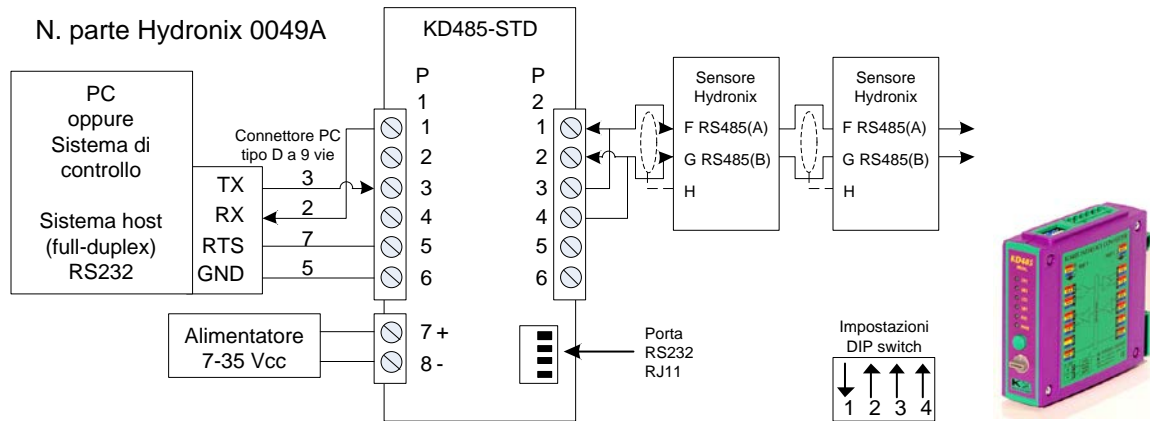 N. parte Hydronix 0049A
PC
oppure
Sistema di
controllo
Sistema host
(full-duplex)
RS232
Connettore PC
tipo D a 9 vie
TX
RX
RTS
GND
3
2
7
5
Alimentatore
7-35 Vcc
KD485-STD
P
1
1
2
3
4
5
6
7 +
8 -
P
2
1
2
3
4
5
6
Porta
RS232
RJ11
Sensore
Hydronix
F RS485(A)
G RS485(B)
H
Sensore
Hydronix
F RS485(A)
G RS485(B)
H
Impostazioni
DIP switch
1 2 3 4
KD485